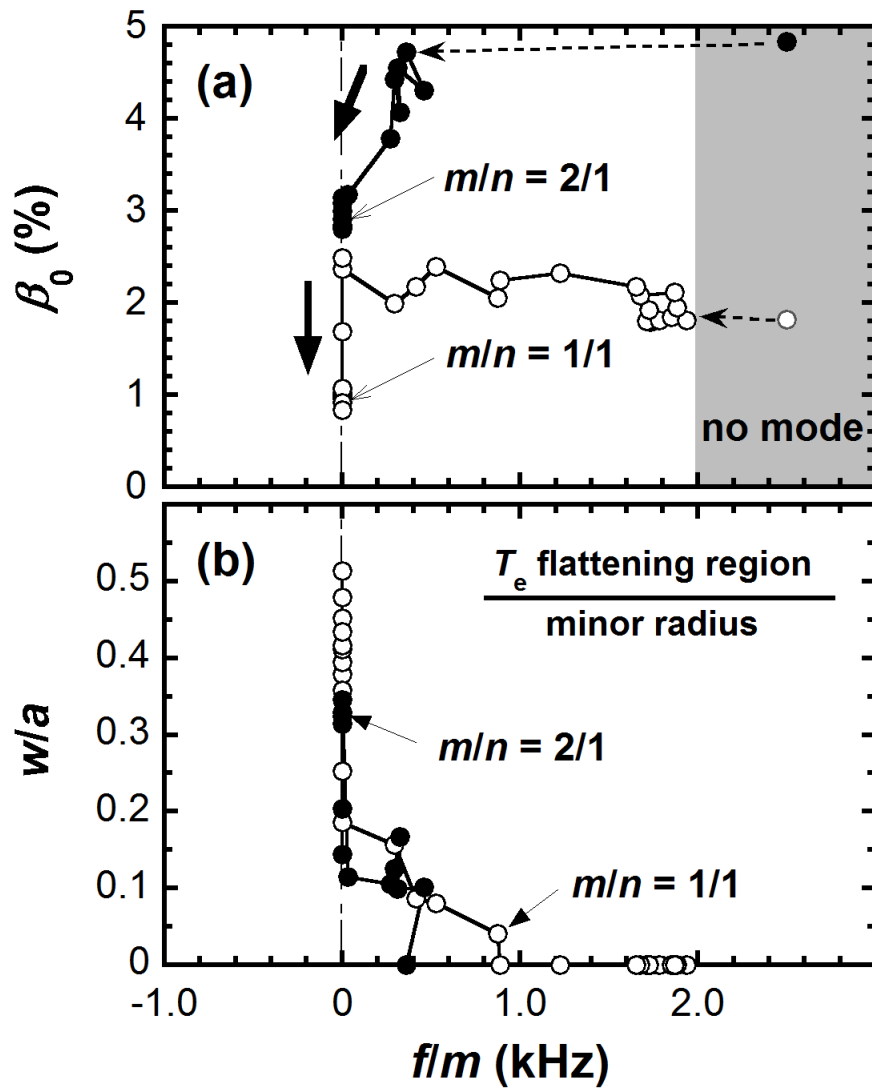 5
(a)
4
m/n = 2/1
3
β0 (%)
2
m/n = 1/1
1
no mode
0
(b)
Te flattening region
minor radius
0.5
0.4
w/a
0.3
m/n = 2/1
0.2
m/n = 1/1
0.1
0
-1.0 0 1.0 2.0
f/m (kHz)